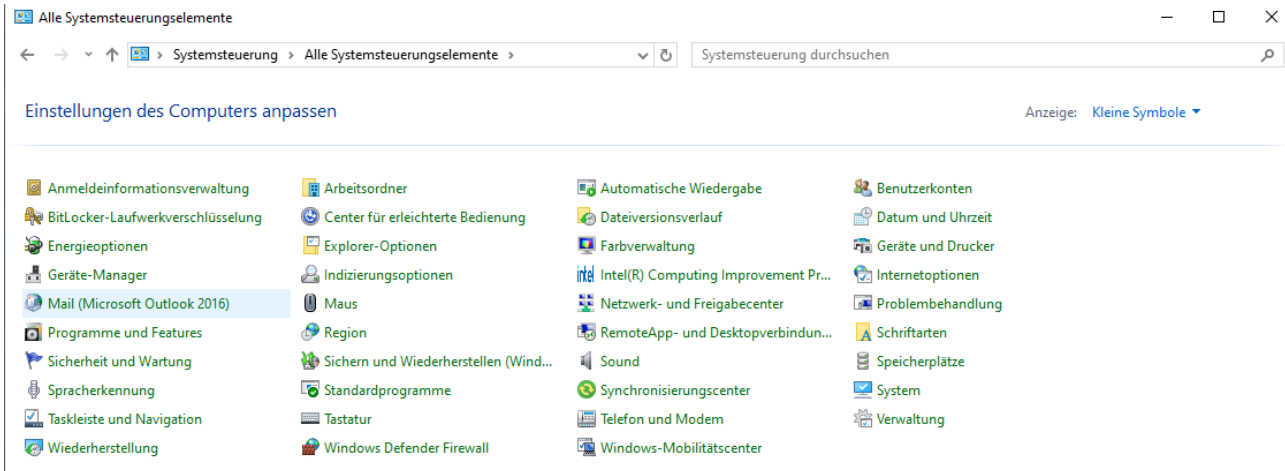 Alle Systemsteuerungselemente
Systemsteuerung > Alle Systemsteuerungselemente >
Systemsteuerung durchsuchen
Einstellungen des Computers anpassen
Anzeige: Kleine Symbole
Anmeldeinformationsverwaltung Arbeitsordner Automatische Wiedergabe Benutzerkonten
BitLocker-Laufwerkverschlüsselung Center für erleichterte Bedienung Dateiversionsverlauf Datum und Uhrzeit
Energieoptionen Explorer-Optionen Farbverwaltung Geräte und Drucker
Geräte-Manager Indizierungsoptionen intel Intel(R) Computing Improvement Pr... Internetoptionen
Mail (Microsoft Outlook 2016) Maus Netzwerk- und Freigabecenter Problembehandlung
Programme und Features Region RemoteApp- und Desktopverbindun... Schriftarten
Sicherheit und Wartung Sichern und Wiederherstellen (Wind... Sound Speicherplätze
Spracherkennung Standardprogramme Synchronisierungscenter System
Taskleiste und Navigation Tastatur Telefon und Modem Verwaltung
Wiederherstellung Windows Defender Firewall Windows-Mobilitätscenter